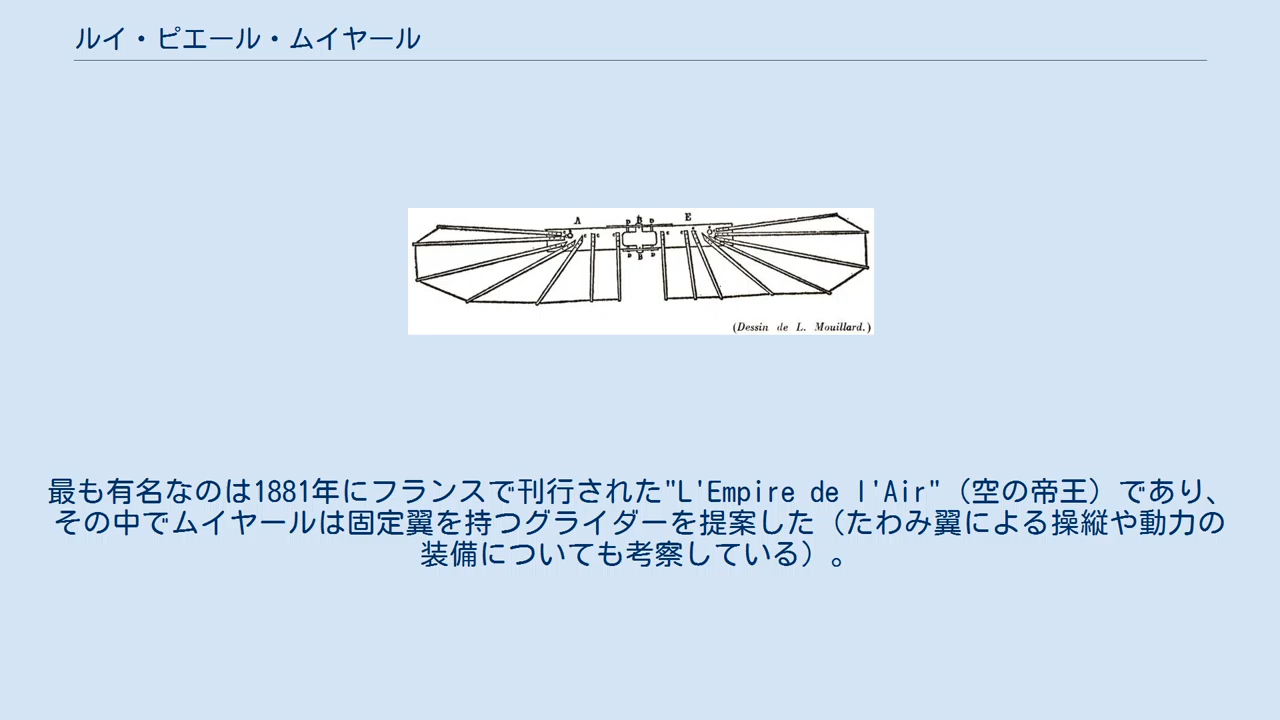 ルイ・ピエール・ムイヤール
A
D B D
E
D B D
(Dessin de L. Mouillard.)
最も有名なのは1881年にフランスで刊行された"L'Empire de l'Air"（空の帝王）であり、
その中でムイヤールは固定翼を持つグライダーを提案した（たわみ翼による操縦や動力の
装備についても考察している）。